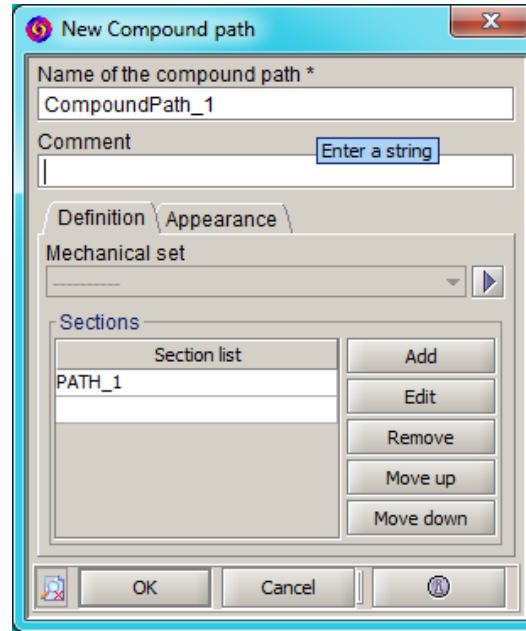 New Compound path
Name of the compound path *
CompoundPath_1
Comment
Enter a string
Definition
Appearance
Mechanical set
----------
Sections
Section list
PATH_1
Add
Edit
Remove
Move up
Move down
OK
Cancel